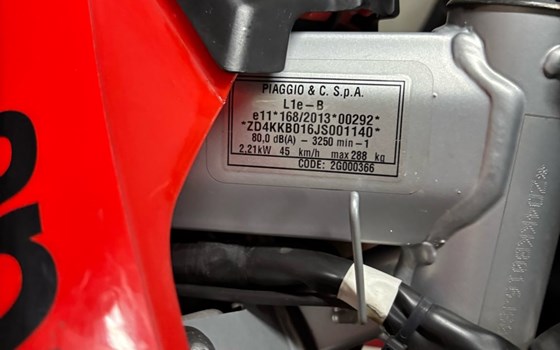 PIAGGIO & C. S.p.A.
L1e-B
e11*168/2013*00292*
*ZD4KKB016JS001140*
80,0 dB(A) - 3250 min-1
2.21kW 45 km/h max 288 kg
CODE: 2G000366
*ZD4KKB016JS